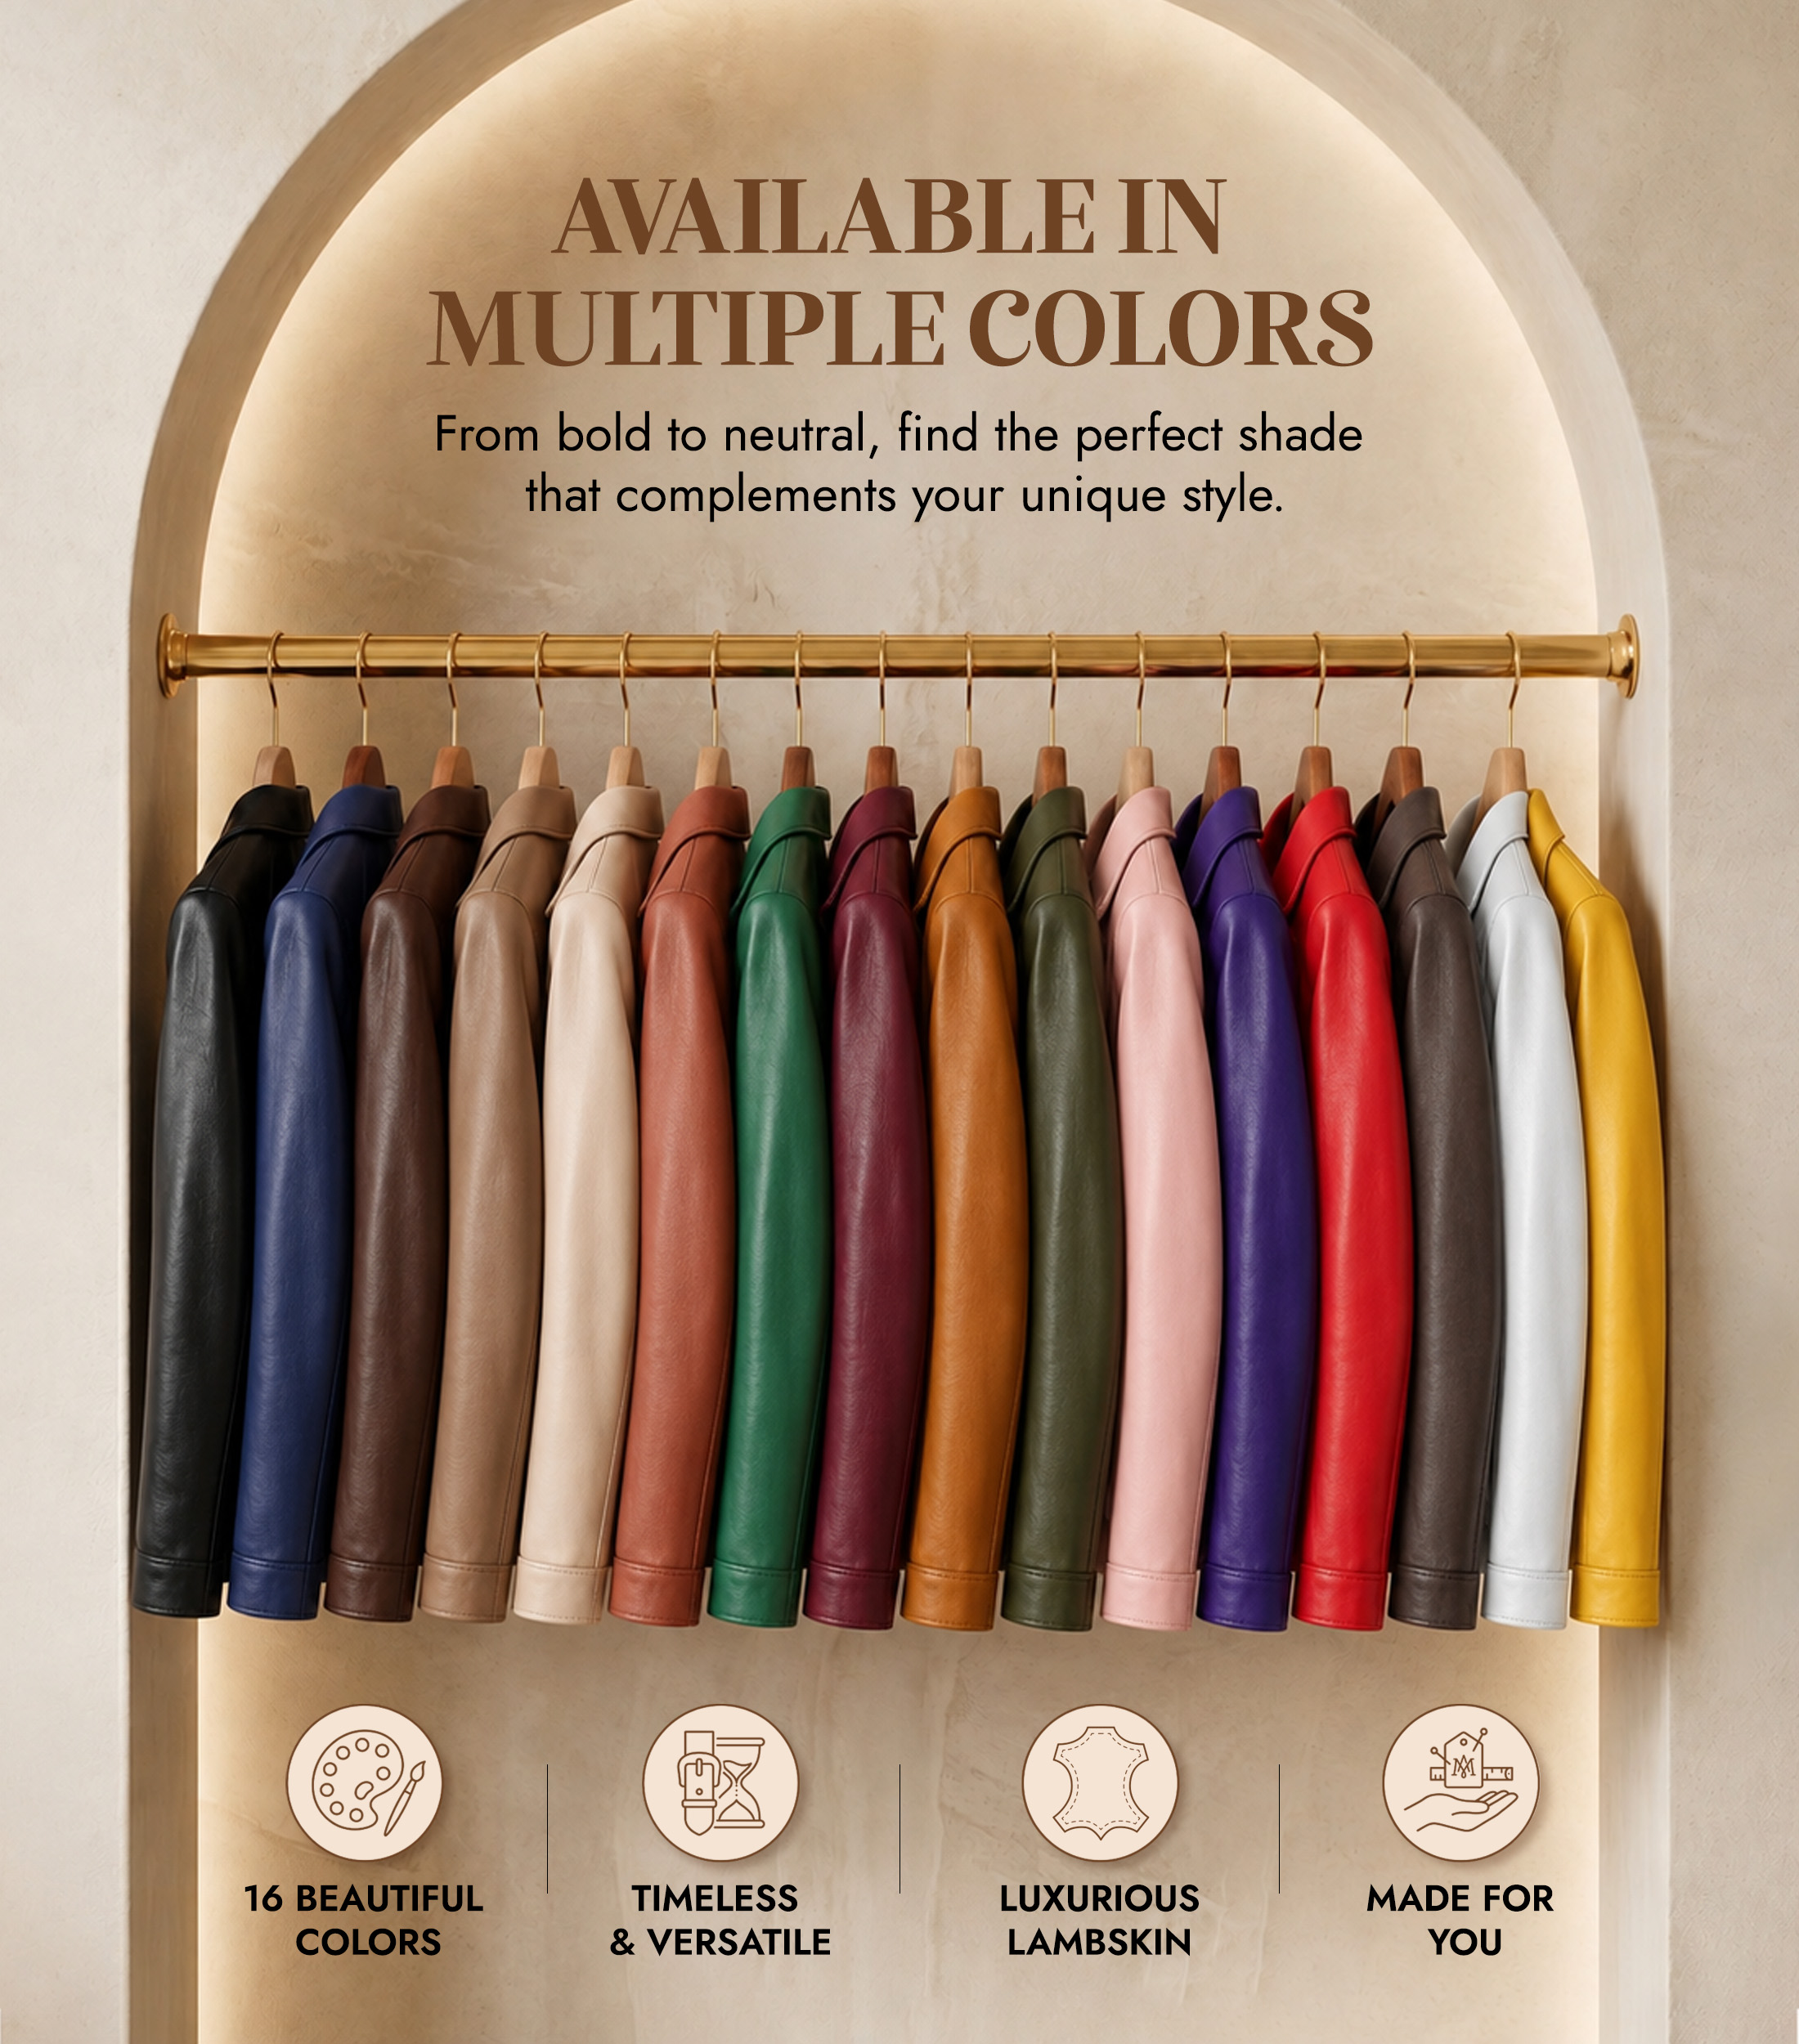 AVAILABLE IN
MULTIPLE COLORS
From bold to neutral, find the perfect shade
that complements your unique style.
16 BEAUTIFUL
COLORS
TIMELESS
& VERSATILE
LUXURIOUS
LAMBSKIN
MADE FOR
YOU